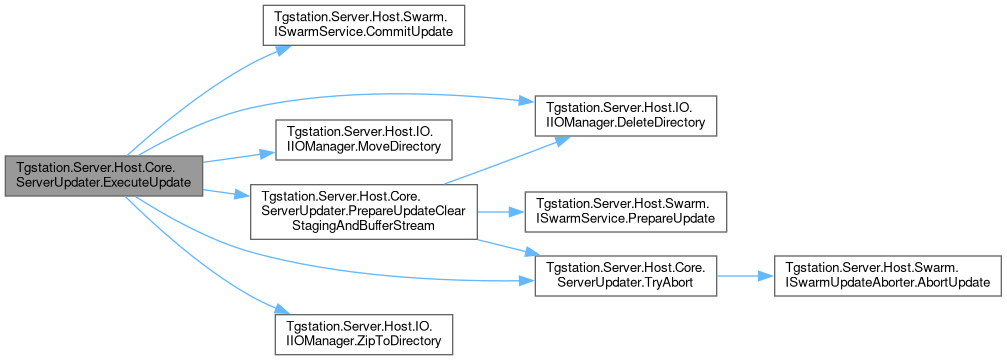 Tgstation.Server.Host.Swarm.
ISwarmService.CommitUpdate
Tgstation.Server.Host.IO.
IIOManager.DeleteDirectory
Tgstation.Server.Host.IO.
IIOManager.MoveDirectory
Tgstation.Server.Host.Core.
ServerUpdater.ExecuteUpdate
Tgstation.Server.Host.Core.
ServerUpdater.PrepareUpdateClear
StagingAndBufferStream
Tgstation.Server.Host.Swarm.
ISwarmService.PrepareUpdate
Tgstation.Server.Host.Core.
ServerUpdater.TryAbort
Tgstation.Server.Host.Swarm.
ISwarmUpdateAborter.AbortUpdate
Tgstation.Server.Host.IO.
IIOManager.ZipToDirectory